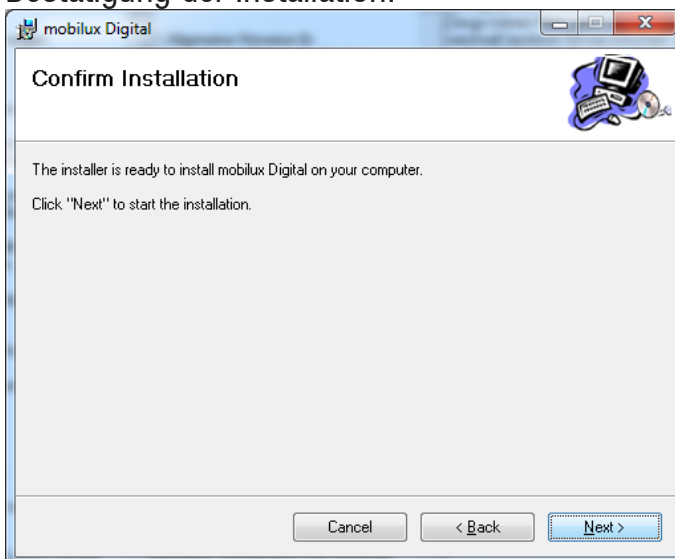 Bestätigung der Installation:
mobilux Digital
Confirm Installation
The installer is ready to install mobilux Digital on your computer.
Click "Next" to start the installation.
Cancel
< Back
Next >